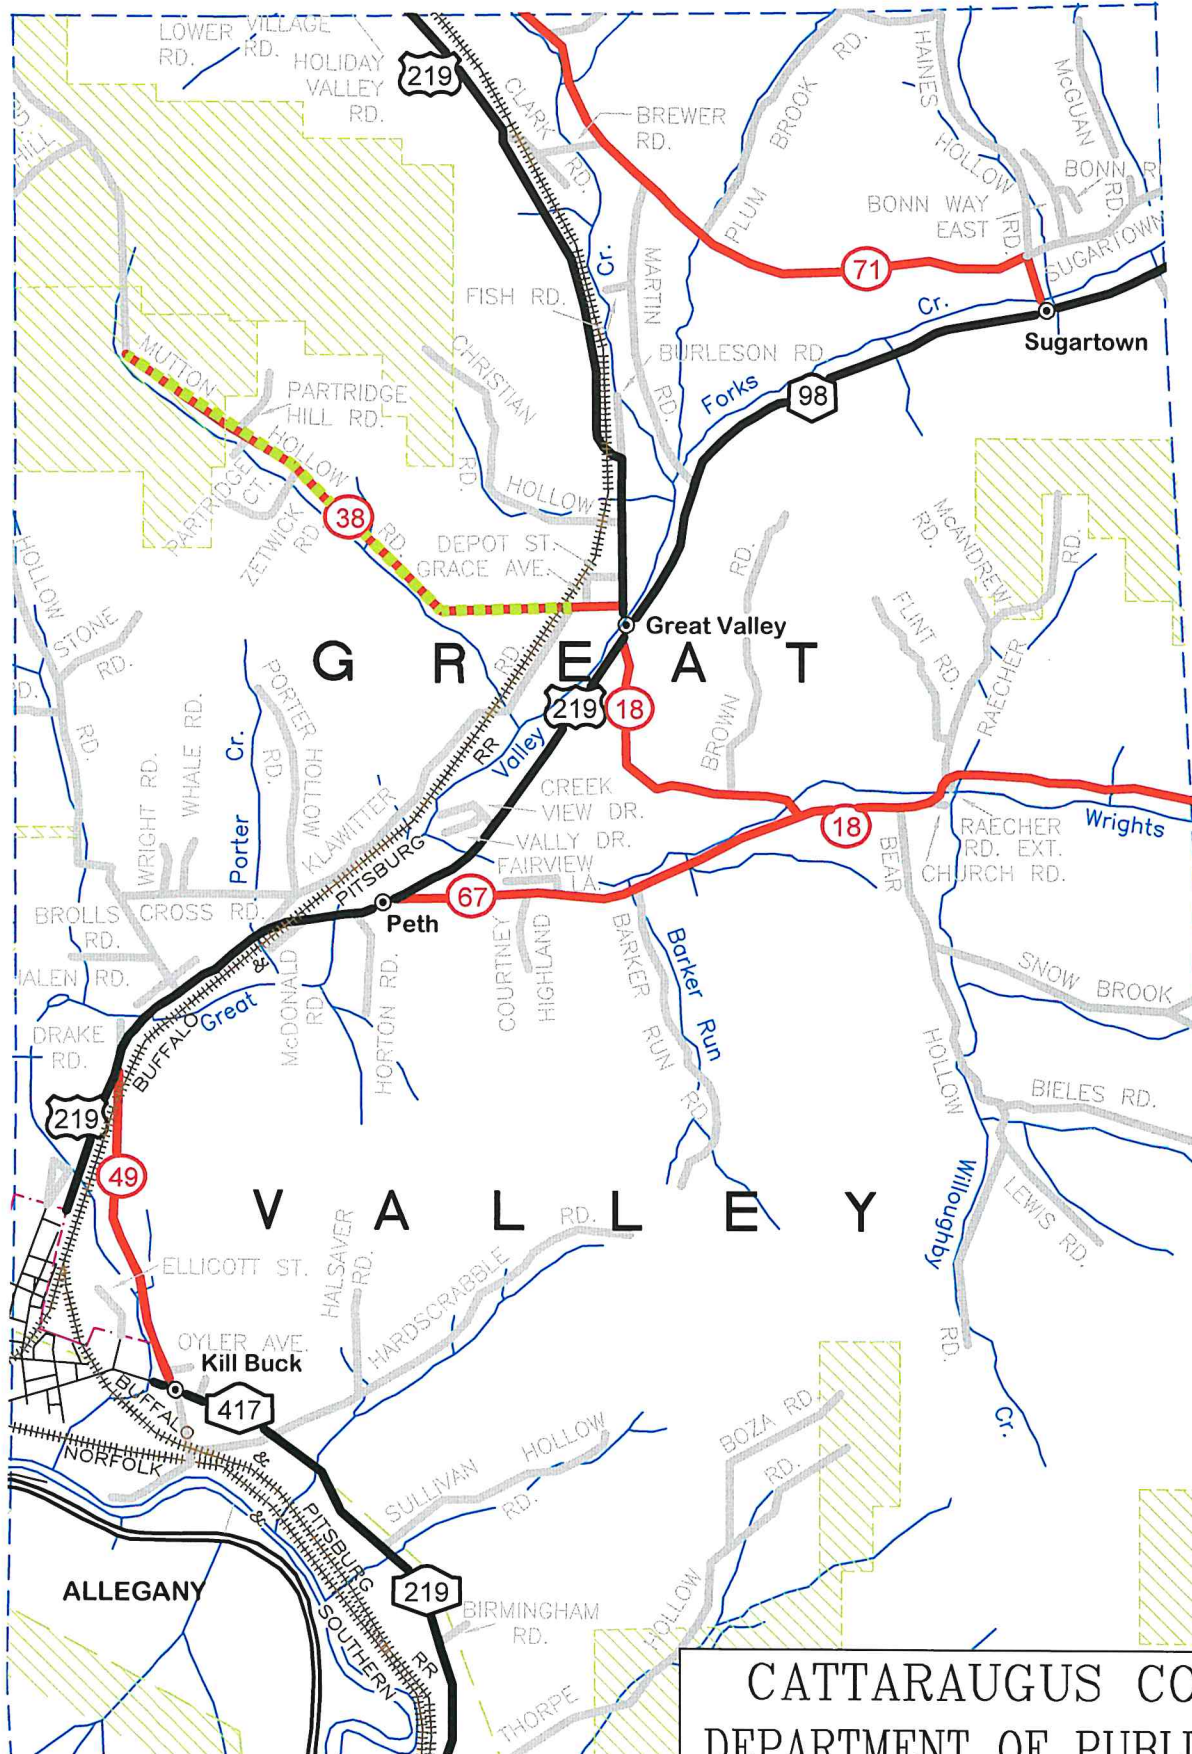 LOWER
RD.
VILLAGE
RD.
HOLIDAY
VALLEY
RD.
219
CLARK
RD.
BREWER
RD.
BROOK
RD.
PLUM
HAINES
HOLLOW
RD.
McGUAN
RD.
BONN R
BONN WAY
EAST
SUGARTOWN
HILL
71
Cr.
MARTIN
RD.
FISH RD.
Cr.
Sugartown
BURLESON RD
Forks
98
MUTTON
HOLLOW
RD.
PARTRIDGE
HILL RD.
CHRISTIAN
HOLLOW
RD.
PARTRIDGE
CT.
ZETWICK
RD
38
DEPOT ST.
GRACE AVE.
HOLLOW
RD.
STONE
RD.
D.
Great Valley
G R E A T
BROWN
RD.
McANDREW
RD.
RD.
FLINT RD.
RAECHER
219
18
PORTER
HOLLOW
RD.
Porter Cr.
WRIGHT RD.
WHALE RD.
RD.
KLAWITTER
RR
Valley
CREEK
VIEW DR.
VALLY DR.
FAIRVIEW
LA.
18
Wrights
RAECHER
RD. EXT.
CHURCH RD.
BEAR
HOLLOW
RD.
PITSBURG
67
Peth
BROLLS
RD.
CROSS RD.
HALEN RD.
&
Great
BUFFALO
McDONALD
RD.
HORTON RD.
COURTNEY
HIGHLAND
BARKER
RUN
RD.
Barker Run
SNOW BROOK
DRAKE
RD.
BIELES RD.
219
49
LEWIS RD.
Willoughby
Cr.
V A L L E Y
HALSAVER
RD.
HARDSCRABBLE
RD.
ELLICOTT ST.
OYLER AVE.
Kill Buck
417
BUFFALO
&
PITSBURG
RR
NORFOLK
&
SOUTHERN
SULLIVAN
HOLLOW
RD.
BOZA RD.
RD.
HOLLOW
THORPE
ALLEGANY
219
BIRMINGHAM
RD.
CATTARAUGUS CO
DEPARTMENT OF PUBLI